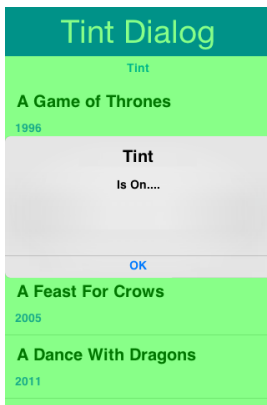 Tint Dialog
Tint
A Game of Thrones
1996
Tint
Is On....
OK
A Feast For Crows
2005
A Dance With Dragons
2011